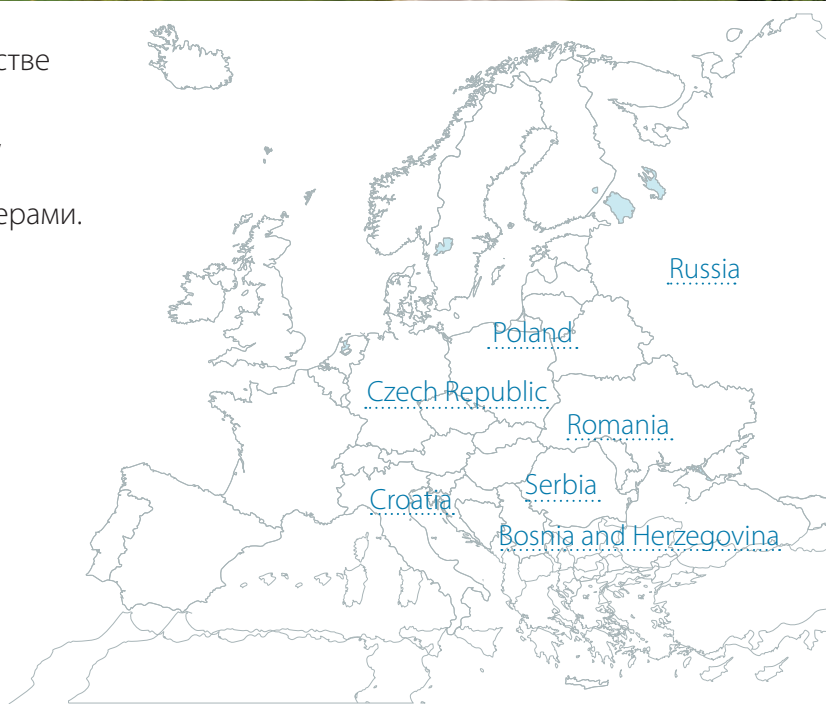 стве
ерами.
Russia
Poland
Czech Republic
Romania
Serbia
Croatia
Bosnia and Herzegovina